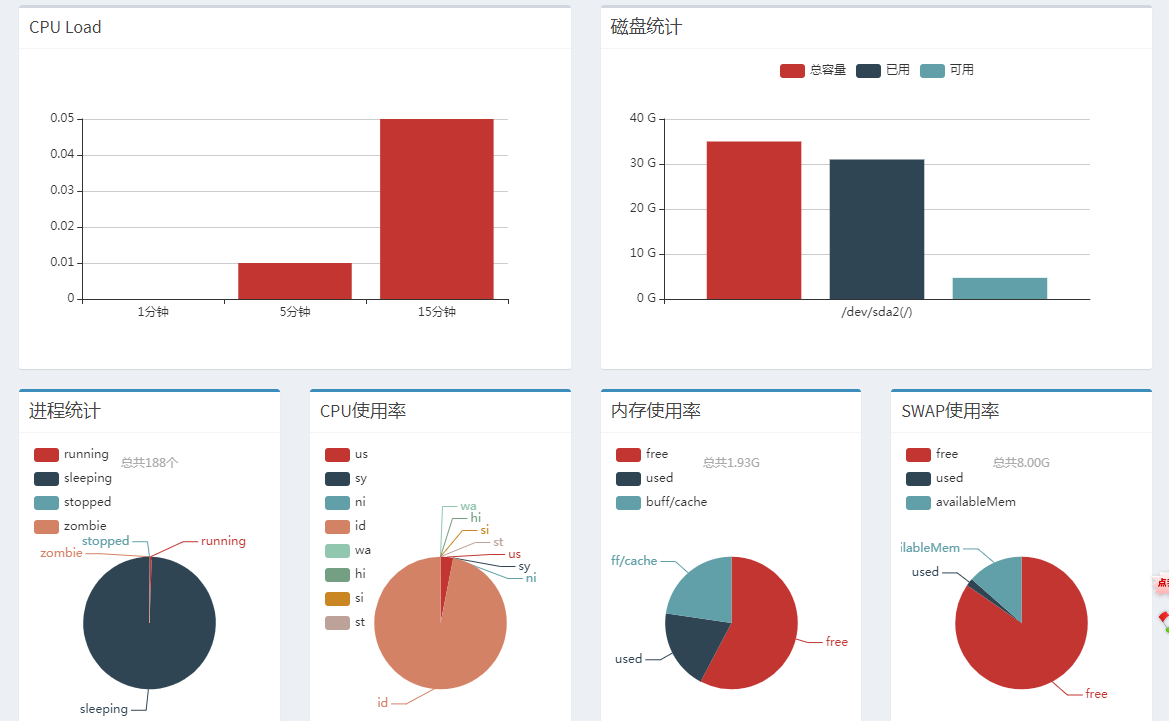 CPU Load
0.05
0.04
0.03
0.02
0.01
0
1分钟
5分钟
15分钟
磁盘统计
总容量
已用
可用
40 G
30 G
20 G
10 G
0 G
/dev/sda2(/)
进程统计
running
sleeping
stopped
zombie
总共188个
stopped
zombie
running
sleeping
CPU使用率
us
sy
ni
id
wa
hi
si
st
wa
hi
si
st
us
sy
ni
id
内存使用率
free
used
buff/cache
总共1.93G
ff/cache
used
free
SWAP使用率
free
used
availableMem
总共8.00G
ilableMem
used
free